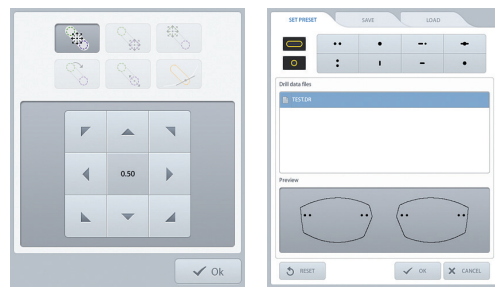 0.50
Ok
SET PRESET
SAVE
LOAD
Drill data files
TEST.DR
Preview
RESET
OK
CANCEL